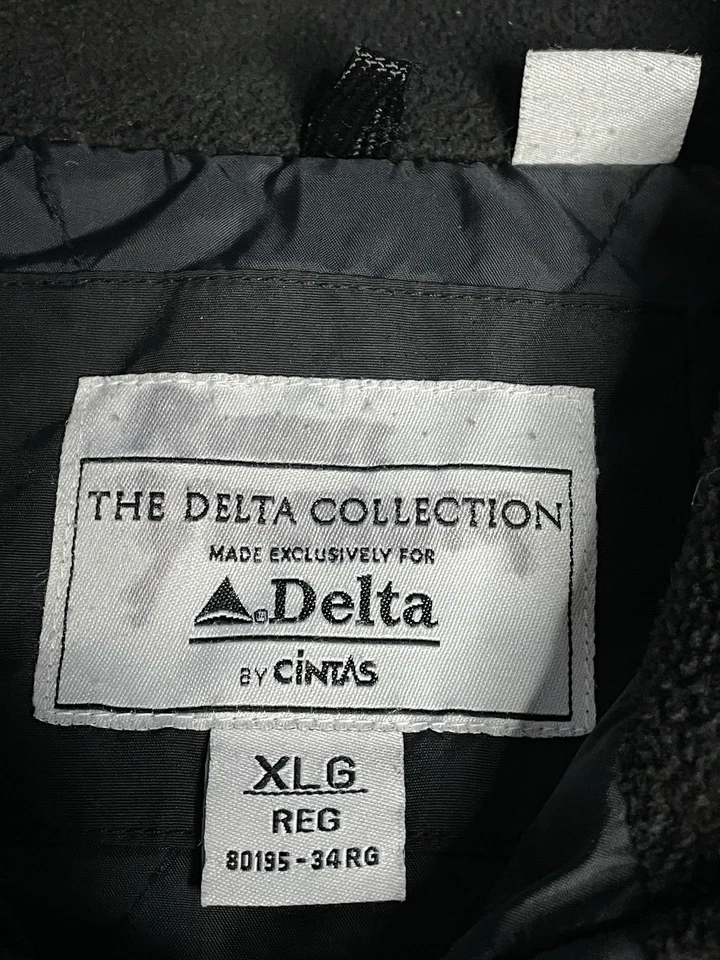 THE DELTA COLLECTION
MADE EXCLUSIVELY FOR
Delta
BY CiNTAS
XLG
REG
80195-34RG